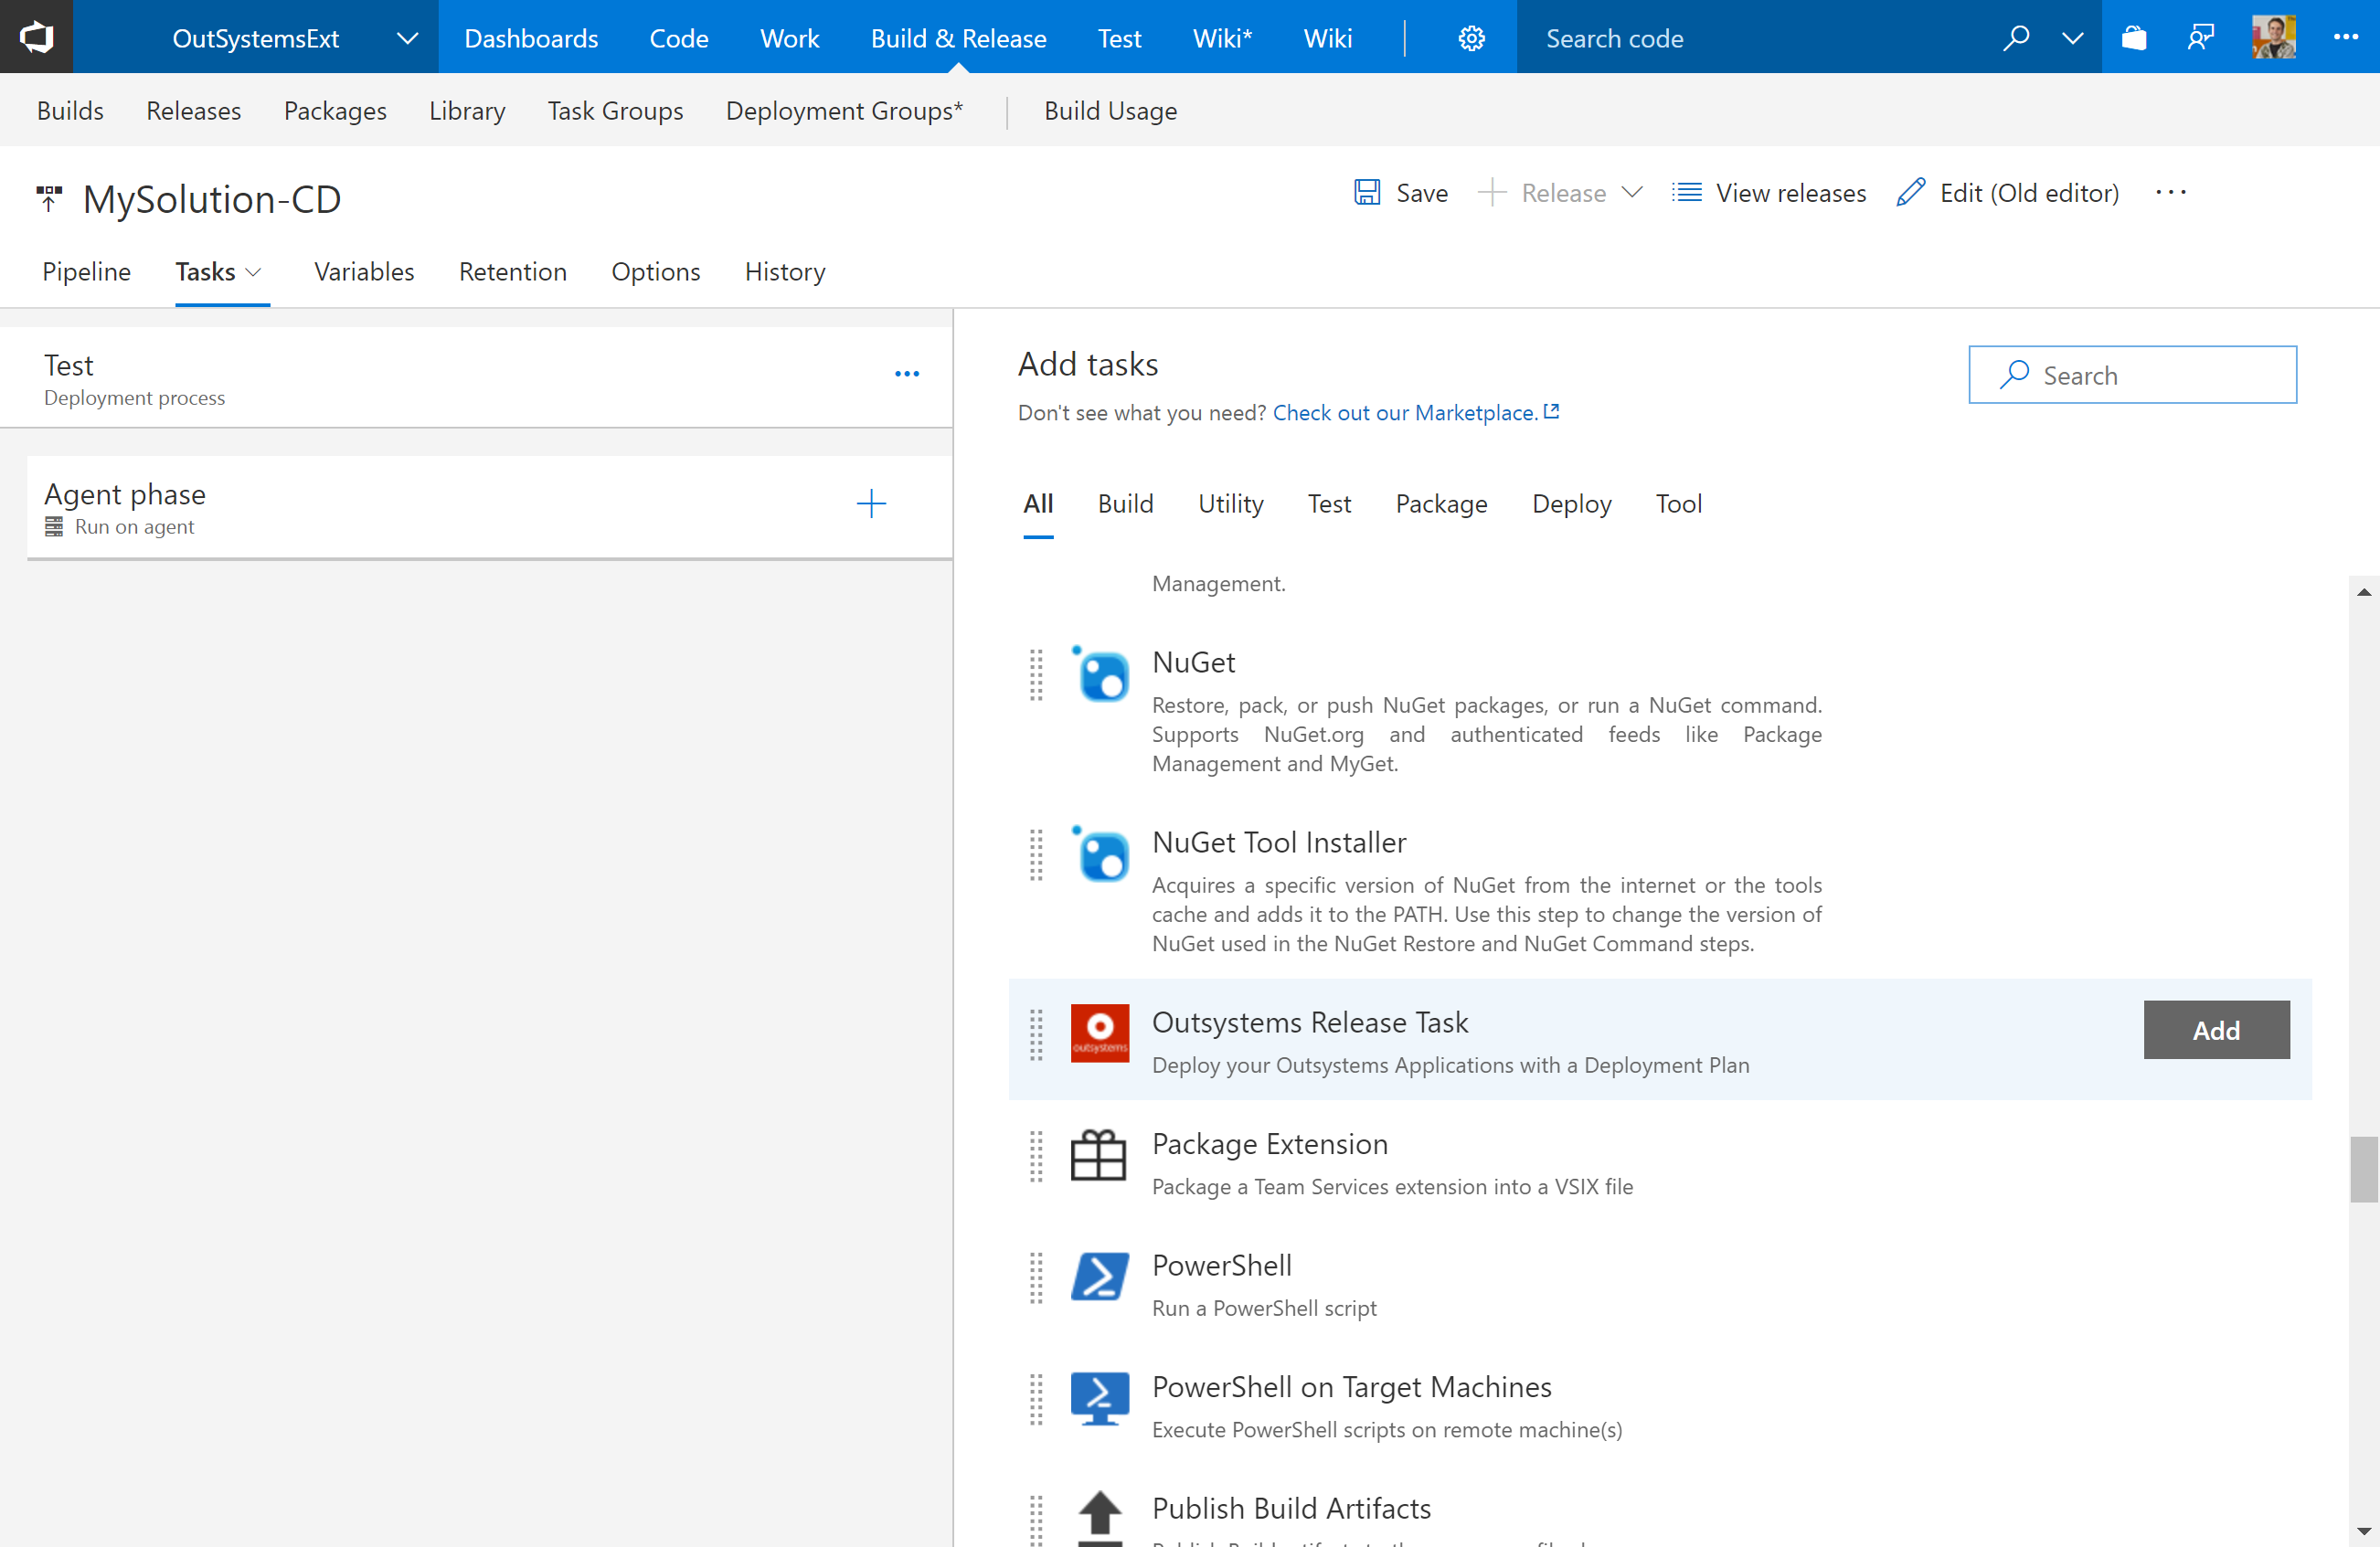 OutSystemsExt
Dashboards
Code
Work
Build & Release
Test
Wiki*
Wiki
Search code
Builds
Releases
Packages
Library
Task Groups
Deployment Groups*
Build Usage
MySolution-CD
Save
Release
View releases
Edit (Old editor)
Pipeline
Tasks
Variables
Retention
Options
History
Test
Deployment process
Agent phase
Run on agent
Add tasks
Don't see what you need? Check out our Marketplace.
Search
All
Build
Utility
Test
Package
Deploy
Tool
Management.
NuGet
Restore, pack, or push NuGet packages, or run a NuGet command.
Supports NuGet.org and authenticated feeds like Package
Management and MyGet.
NuGet Tool Installer
Acquires a specific version of NuGet from the internet or the tools
cache and adds it to the PATH. Use this step to change the version of
NuGet used in the NuGet Restore and NuGet Command steps.
outsystems
Outsystems Release Task
Deploy your Outsystems Applications with a Deployment Plan
Add
Package Extension
Package a Team Services extension into a VSIX file
PowerShell
Run a PowerShell script
PowerShell on Target Machines
Execute PowerShell scripts on remote machine(s)
Publish Build Artifacts